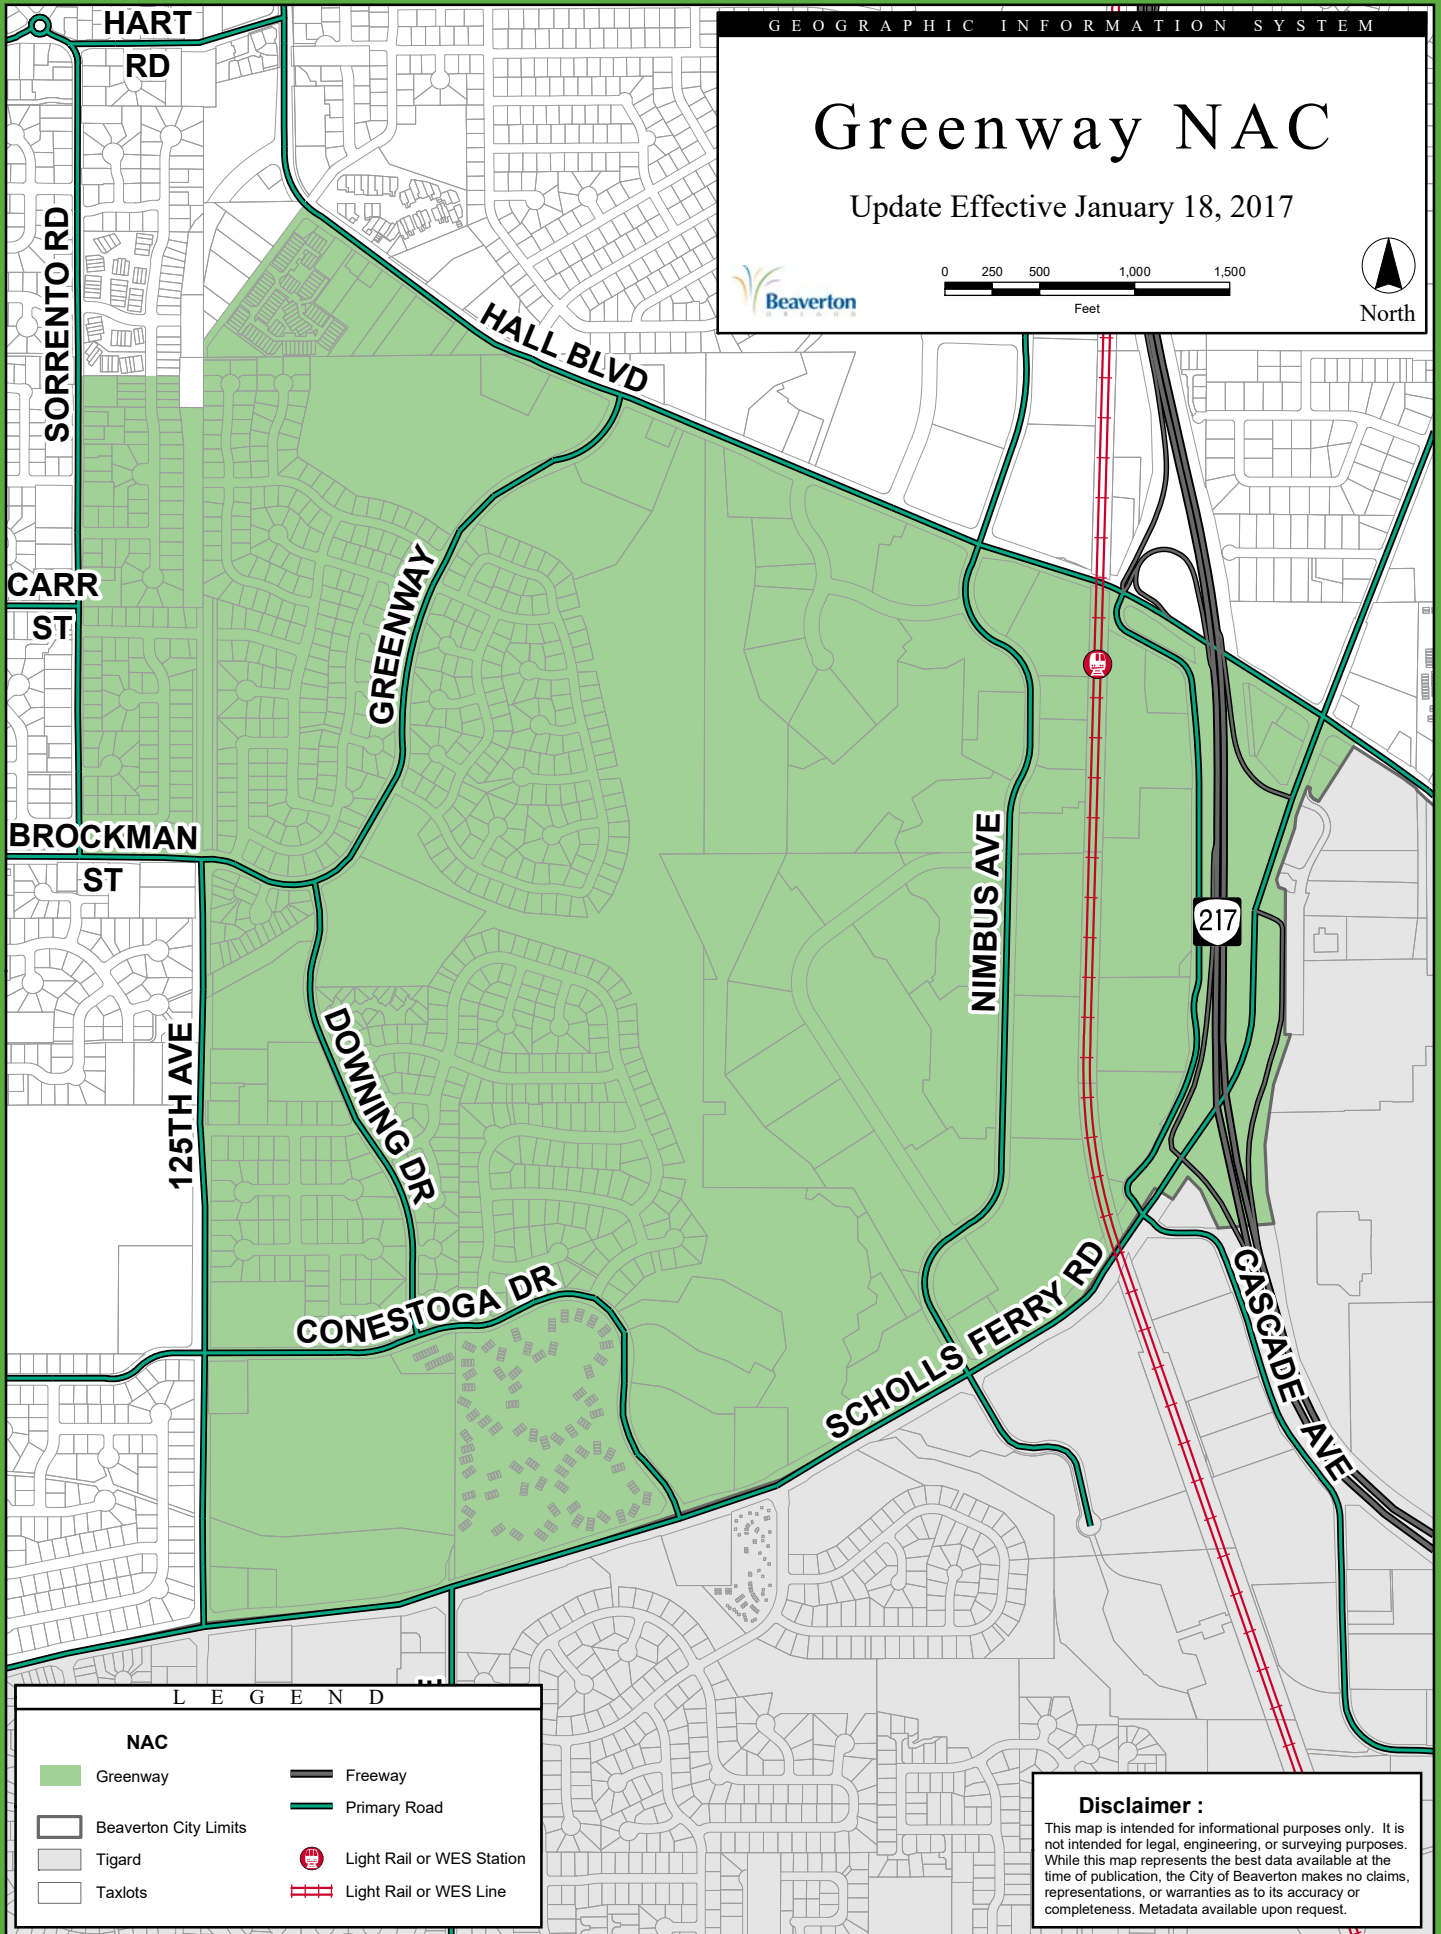 GEOGRAPHIC INFORMATION SYSTEM
Greenway NAC
Update Effective January 18, 2017
Beaverton
OREGON
0 250 500 1,000 1,500
Feet
North
HART
RD
SORRENTO RD
HALL BLVD
CARR
ST
GREENWAY
BROCKMAN
ST
NIMBUS AVE
217
125TH AVE
DOWNING DR
CONESTOGA DR
SCHOLLS FERRY RD
CASCADE AVE
LEGEND
NAC
Greenway
Beaverton City Limits
Tigard
Taxlots
Freeway
Primary Road
Light Rail or WES Station
Light Rail or WES Line
Disclaimer :
This map is intended for informational purposes only. It is
not intended for legal, engineering, or surveying purposes.
While this map represents the best data available at the
time of publication, the City of Beaverton makes no claims,
representations, or warranties as to its accuracy or
completeness. Metadata available upon request.